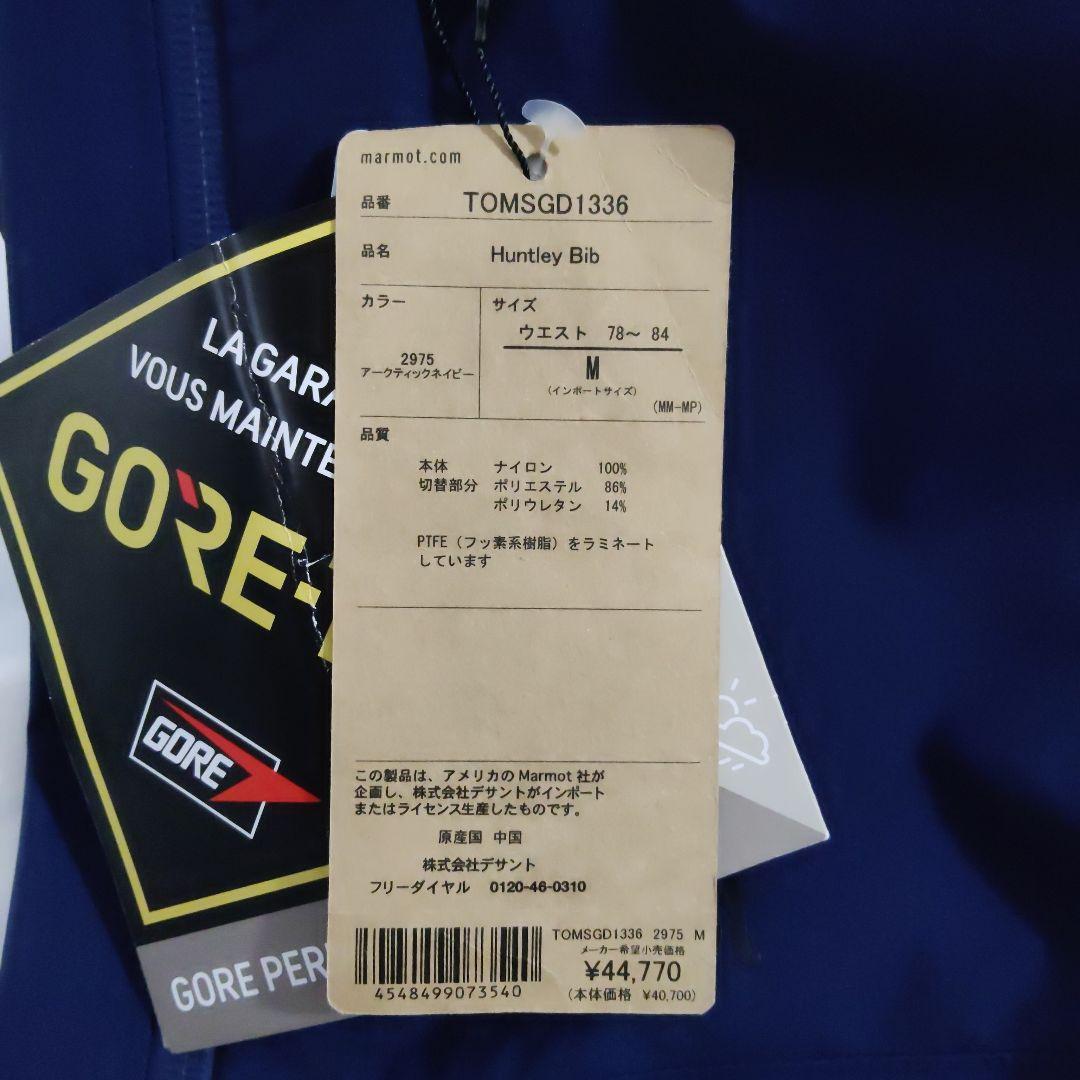 marmot.com
品番 TOMSGD1336
品名 Huntley Bib
カラー
2975
アークティックネイビー
サイズ
ウエスト 78〜 84
M
(インポートサイズ)
(MM-MP)
品質
本体 ナイロン 100%
切替部分 ポリエステル 86%
ポリウレタン 14%
PTFE（フッ素系樹脂）をラミネート
しています
この製品は、アメリカのMarmot 社が
企画し、株式会社デサントがインポート
またはライセンス生産したものです。
原産国 中国
株式会社デサント
フリーダイヤル 0120-46-0310
TOMSGD1336 2975 M
メーカー希望小売価格
¥44,770
(本体価格 ¥40,700)
4548499073540
LA GARA
VOUS MAINTE
GORE-
GORE
GORE PER